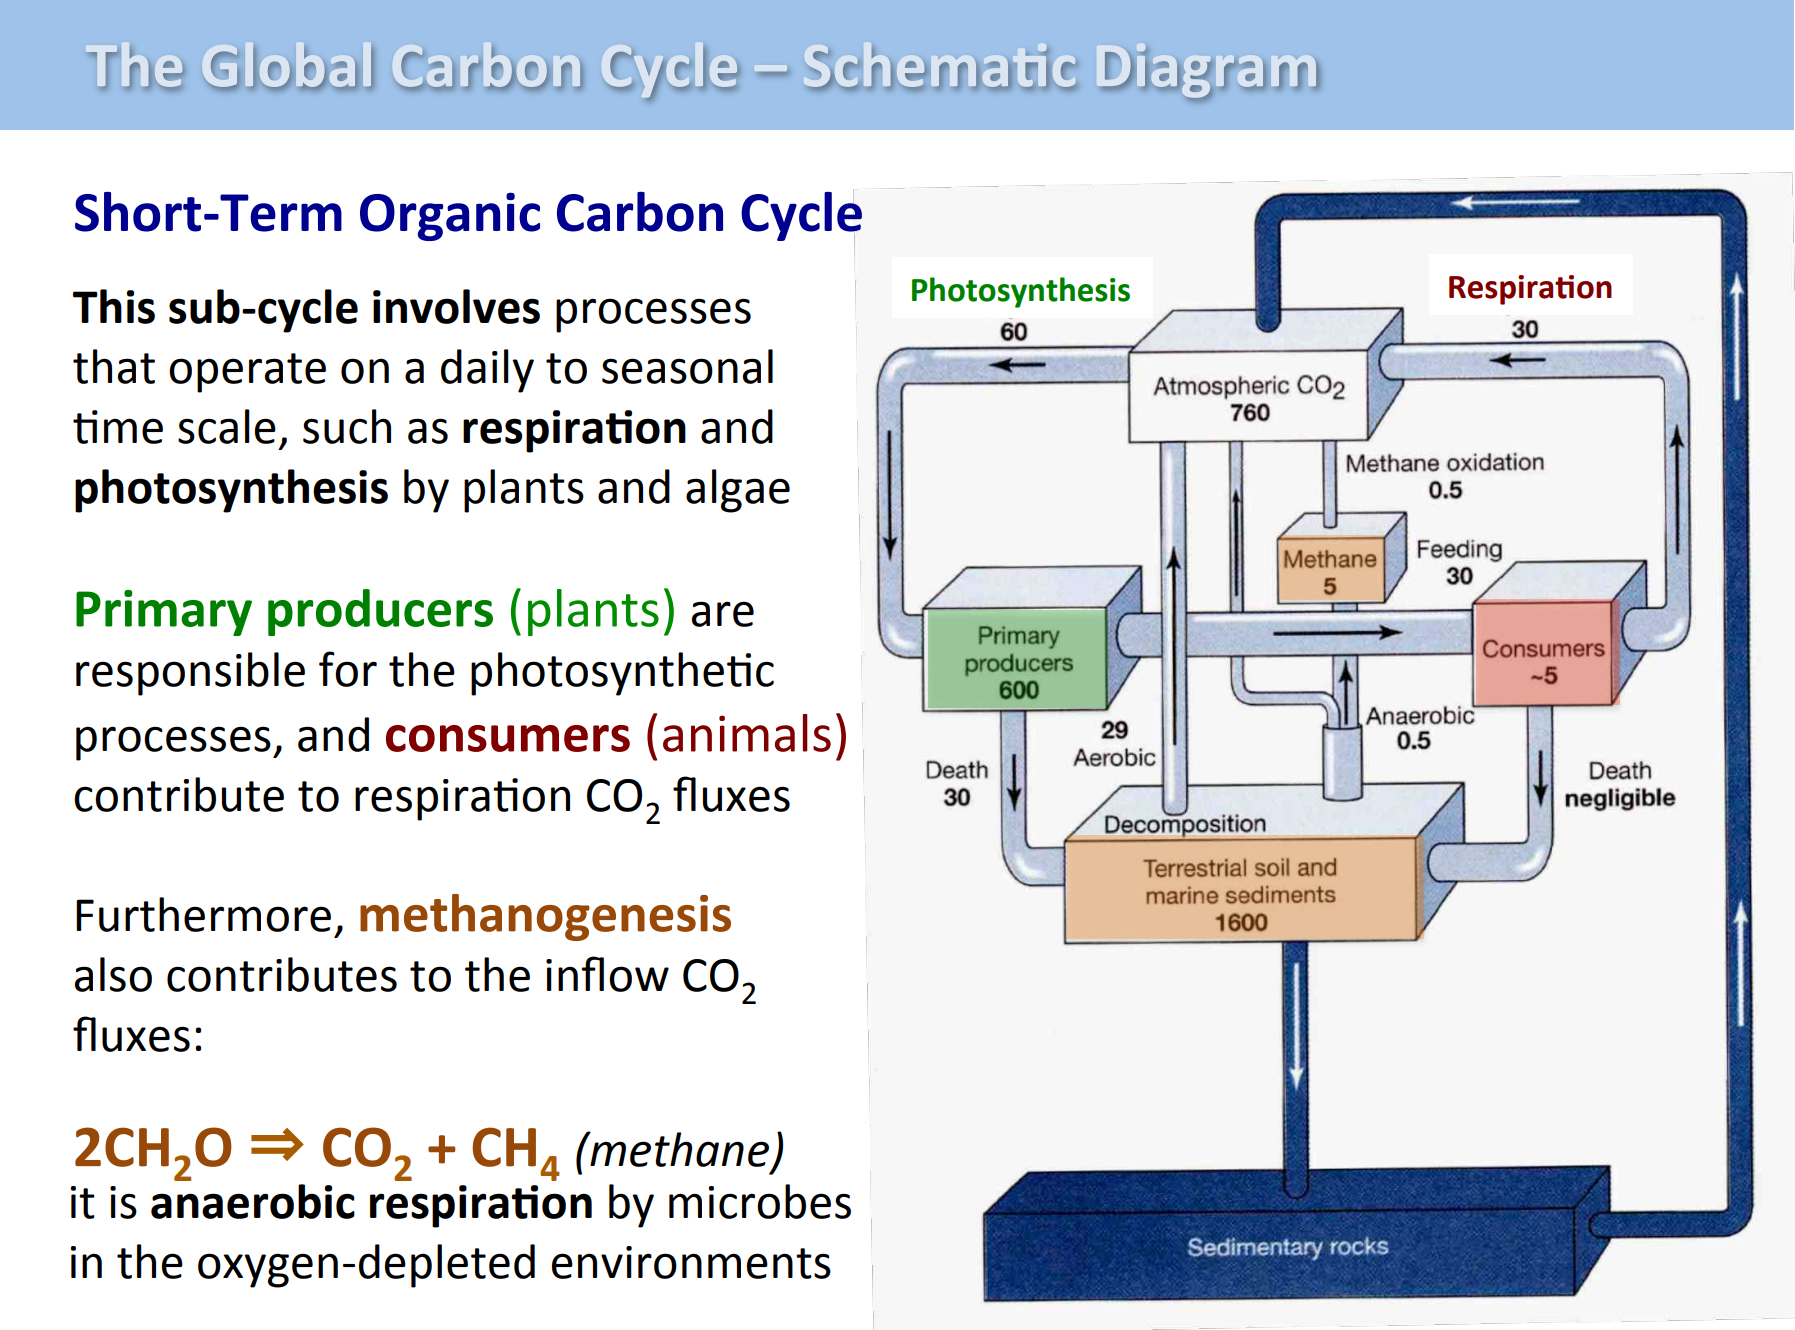 The Global Carbon Cycle – Schematic Diagram
Short-Term Organic Carbon Cycle
This sub-cycle involves processes
that operate on a daily to seasonal
time scale, such as respiration and
photosynthesis by plants and algae
Primary producers (plants) are
responsible for the photosynthetic
processes, and consumers (animals)
contribute to respiration CO₂ fluxes
Furthermore, methanogenesis
also contributes to the inflow CO₂
fluxes:
2CH₂O ⇒ CO₂ + CH₄ (methane)
it is anaerobic respiration by microbes
in the oxygen-depleted environments
Photosynthesis
60
Respiration
30
Atmospheric CO₂
760
Methane oxidation
0.5
Methane
5
Feeding
30
Primary
producers
600
Consumers
~5
29
Aerobic
Anaerobic
0.5
Death
30
Death
negligible
Decomposition
Terrestrial soil and
marine sediments
1600
Sedimentary rocks